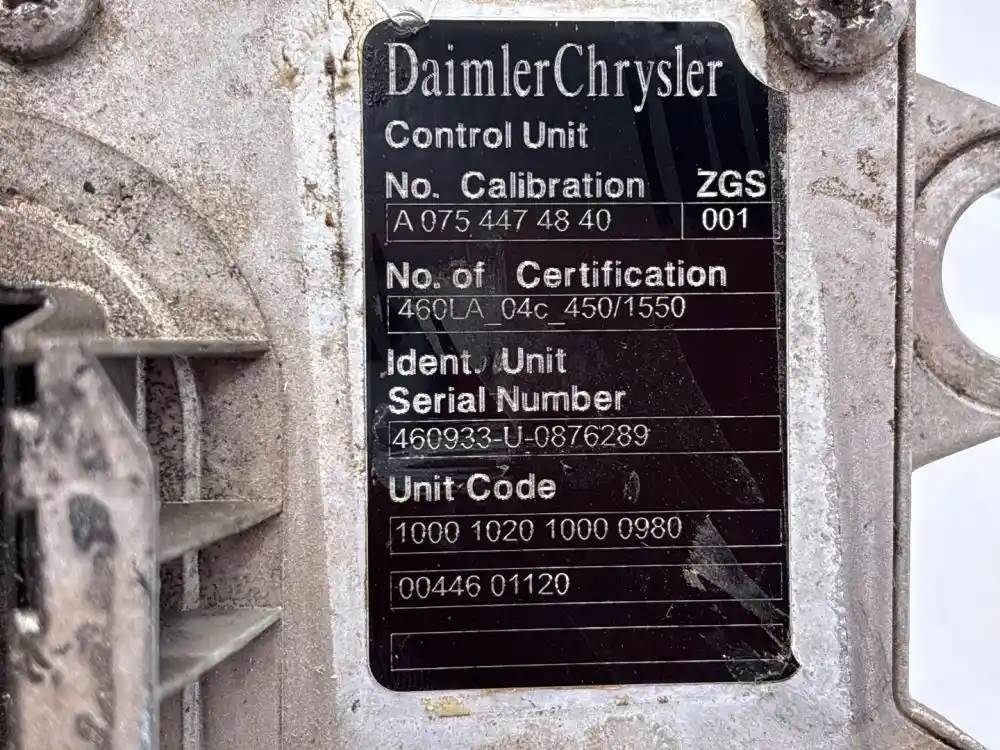 DaimlerChrysler
Control Unit
No. Calibration ZGS
A 075 447 48 40 001
No. of Certification
460LA_04c_450/1550
Ident. Unit
Serial Number
460933-U-0876289
Unit Code
1000 1020 1000 0980
00446 01120